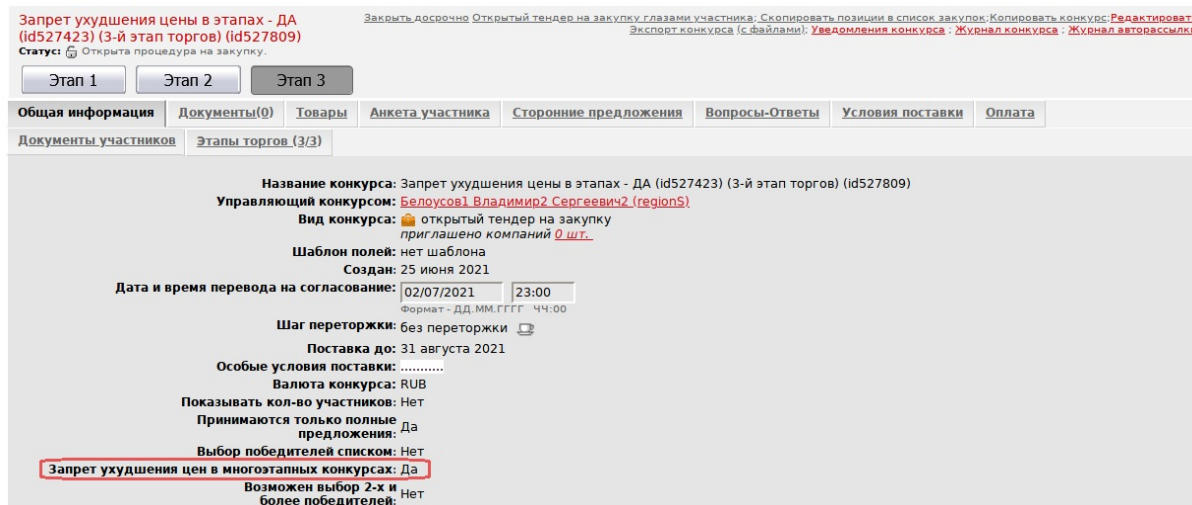 Запрет ухудшения цены в этапах - ДА
(id527423) (3-й этап торгов) (id527809)
Статус: Открыта процедура на закупку.
Закрыть досрочно Открытый тендер на закупку глазами участника; Скопировать позиции в список закупок; Копировать конкурс; Редактироват
Экспорт конкурса (с файлами); Уведомления конкурса ; Журнал конкурса ; Журнал авторассылк
Этап 1 Этап 2 Этап 3
Общая информация Документы(0) Товары Анкета участника Сторонние предложения Вопросы-Ответы Условия поставки Оплата
Документы участников Этапы торгов (3/3)
Название конкурса: Запрет ухудшения цены в этапах - ДА (id527423) (3-й этап торгов) (id527809)
Управляющий конкурсом: Белоусов1 Владимир2 Сергеевич2 (regionS)
Вид конкурса: открытый тендер на закупку
приглашено компаний 0 шт.
Шаблон полей: нет шаблона
Создан: 25 июня 2021
Дата и время перевода на согласование: 02/07/2021 23:00
Формат - ДД.ММ.ГГГГ ЧЧ:00
Шаг переторжки: без переторжки
Поставка до: 31 августа 2021
Особые условия поставки: ...........
Валюта конкурса: RUB
Показывать кол-во участников: Нет
Принимаются только полные
предложения: Да
Выбор победителей списком: Нет
Запрет ухудшения цен в многоэтапных конкурсах: Да
Возможен выбор 2-х и
более победителей: Нет